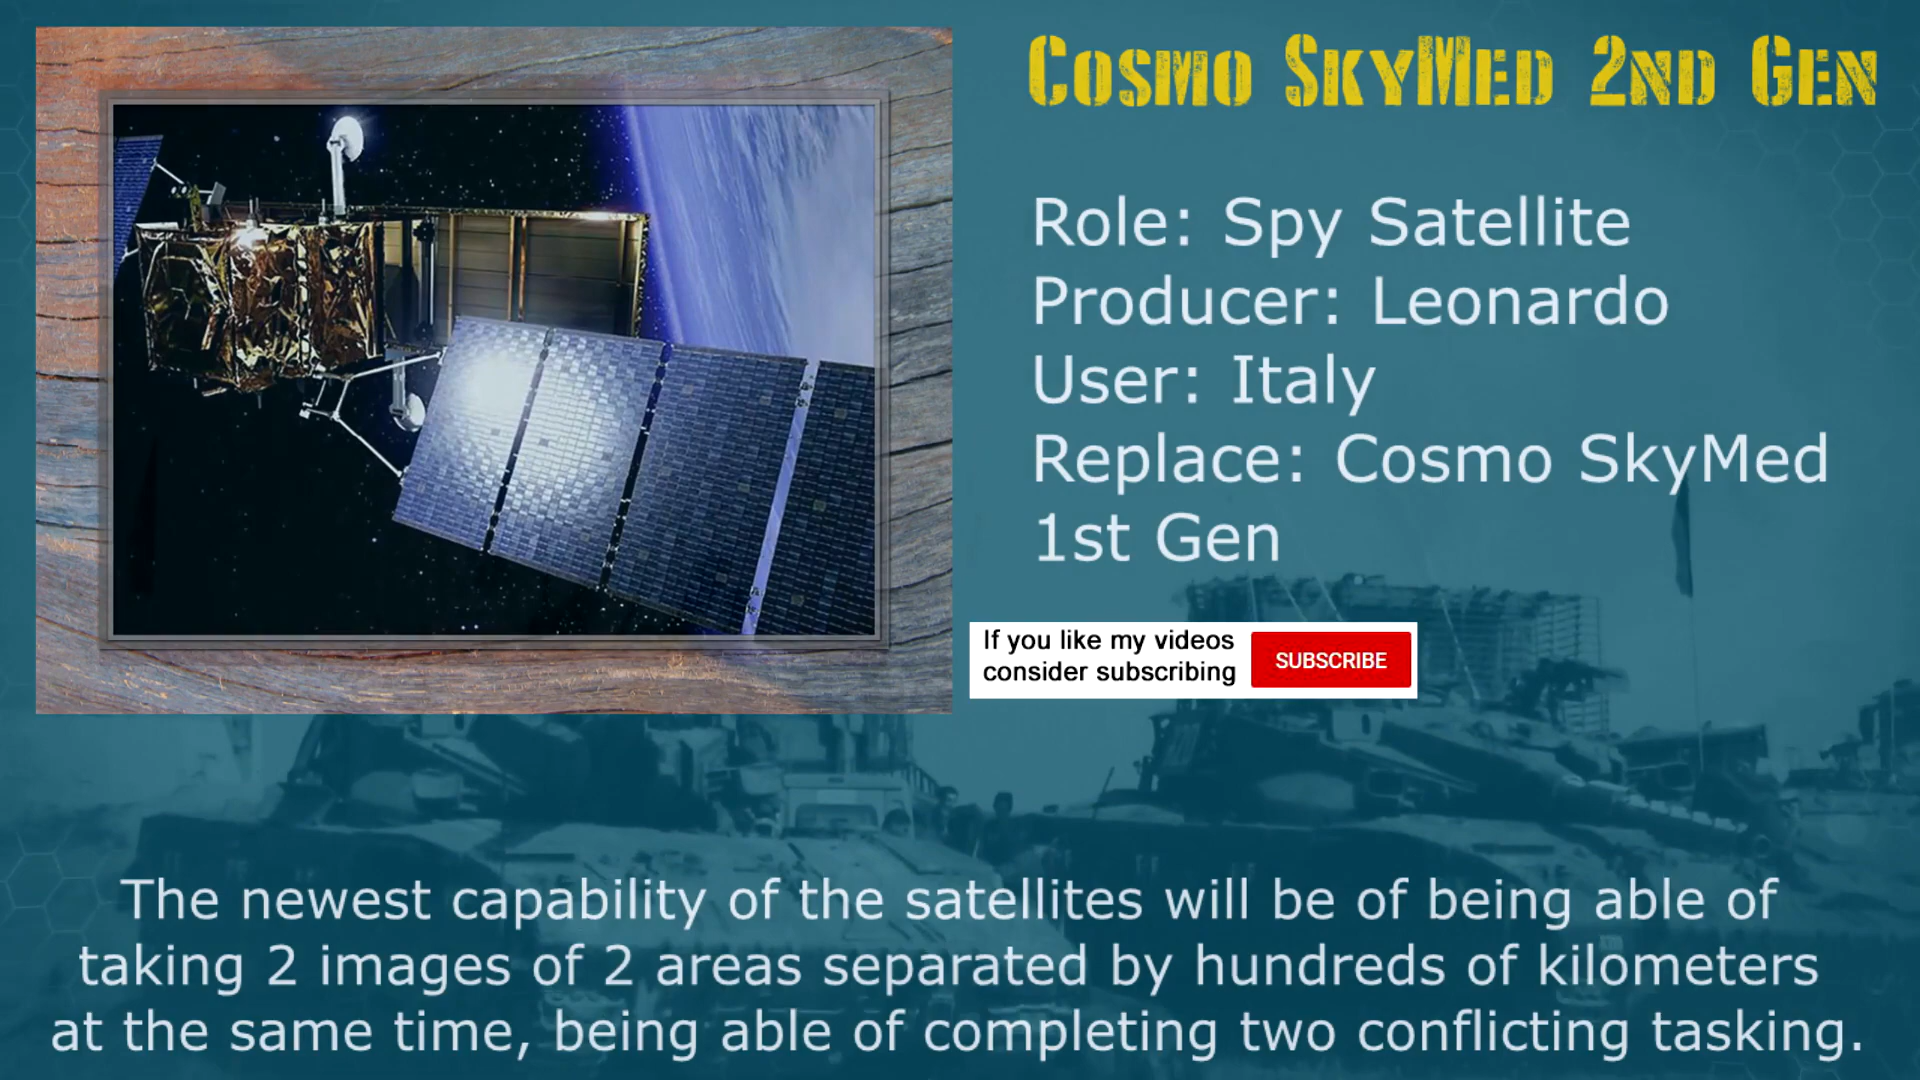 Cosmo SkyMed 2nd Gen
Role: Spy Satellite
Producer: Leonardo
User: Italy
Replace: Cosmo SkyMed
1st Gen
If you like my videos
consider subscribing
SUBSCRIBE
The newest capability of the satellites will be of being able of
taking 2 images of 2 areas separated by hundreds of kilometers
at the same time, being able of completing two conflicting tasking.